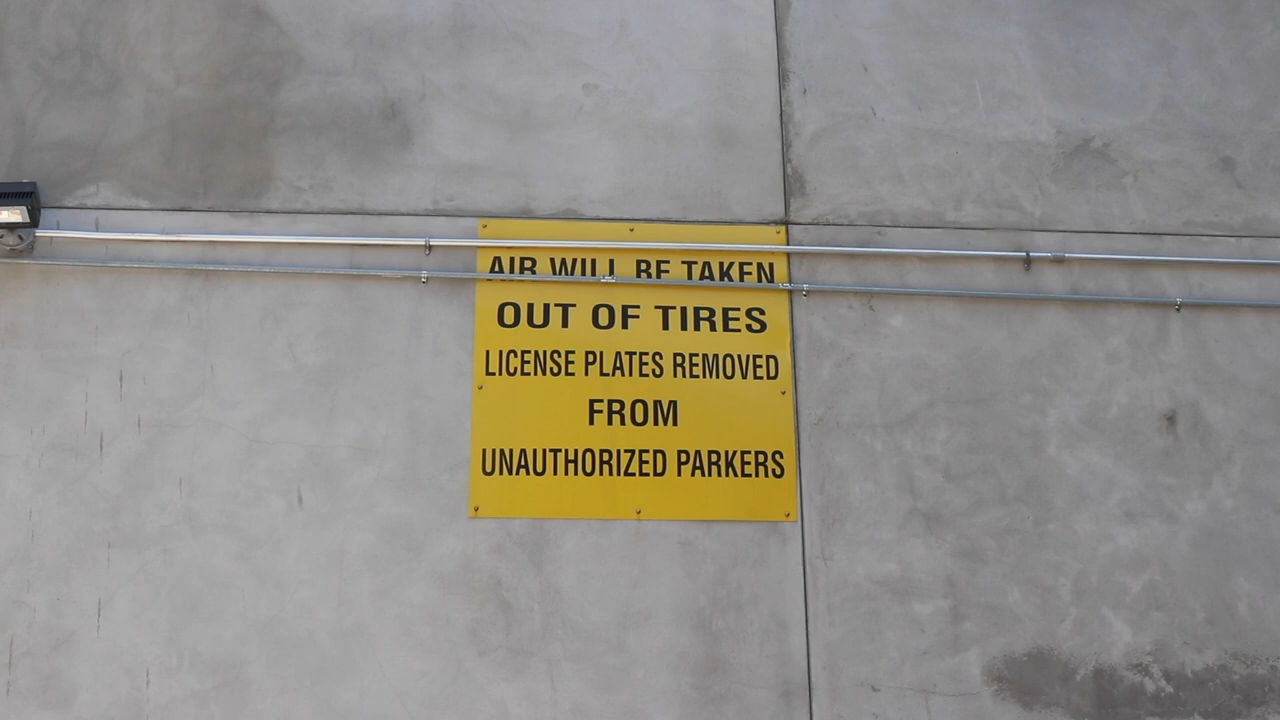 AIR WILL BE TAKEN
OUT OF TIRES
LICENSE PLATES REMOVED
FROM
UNAUTHORIZED PARKERS